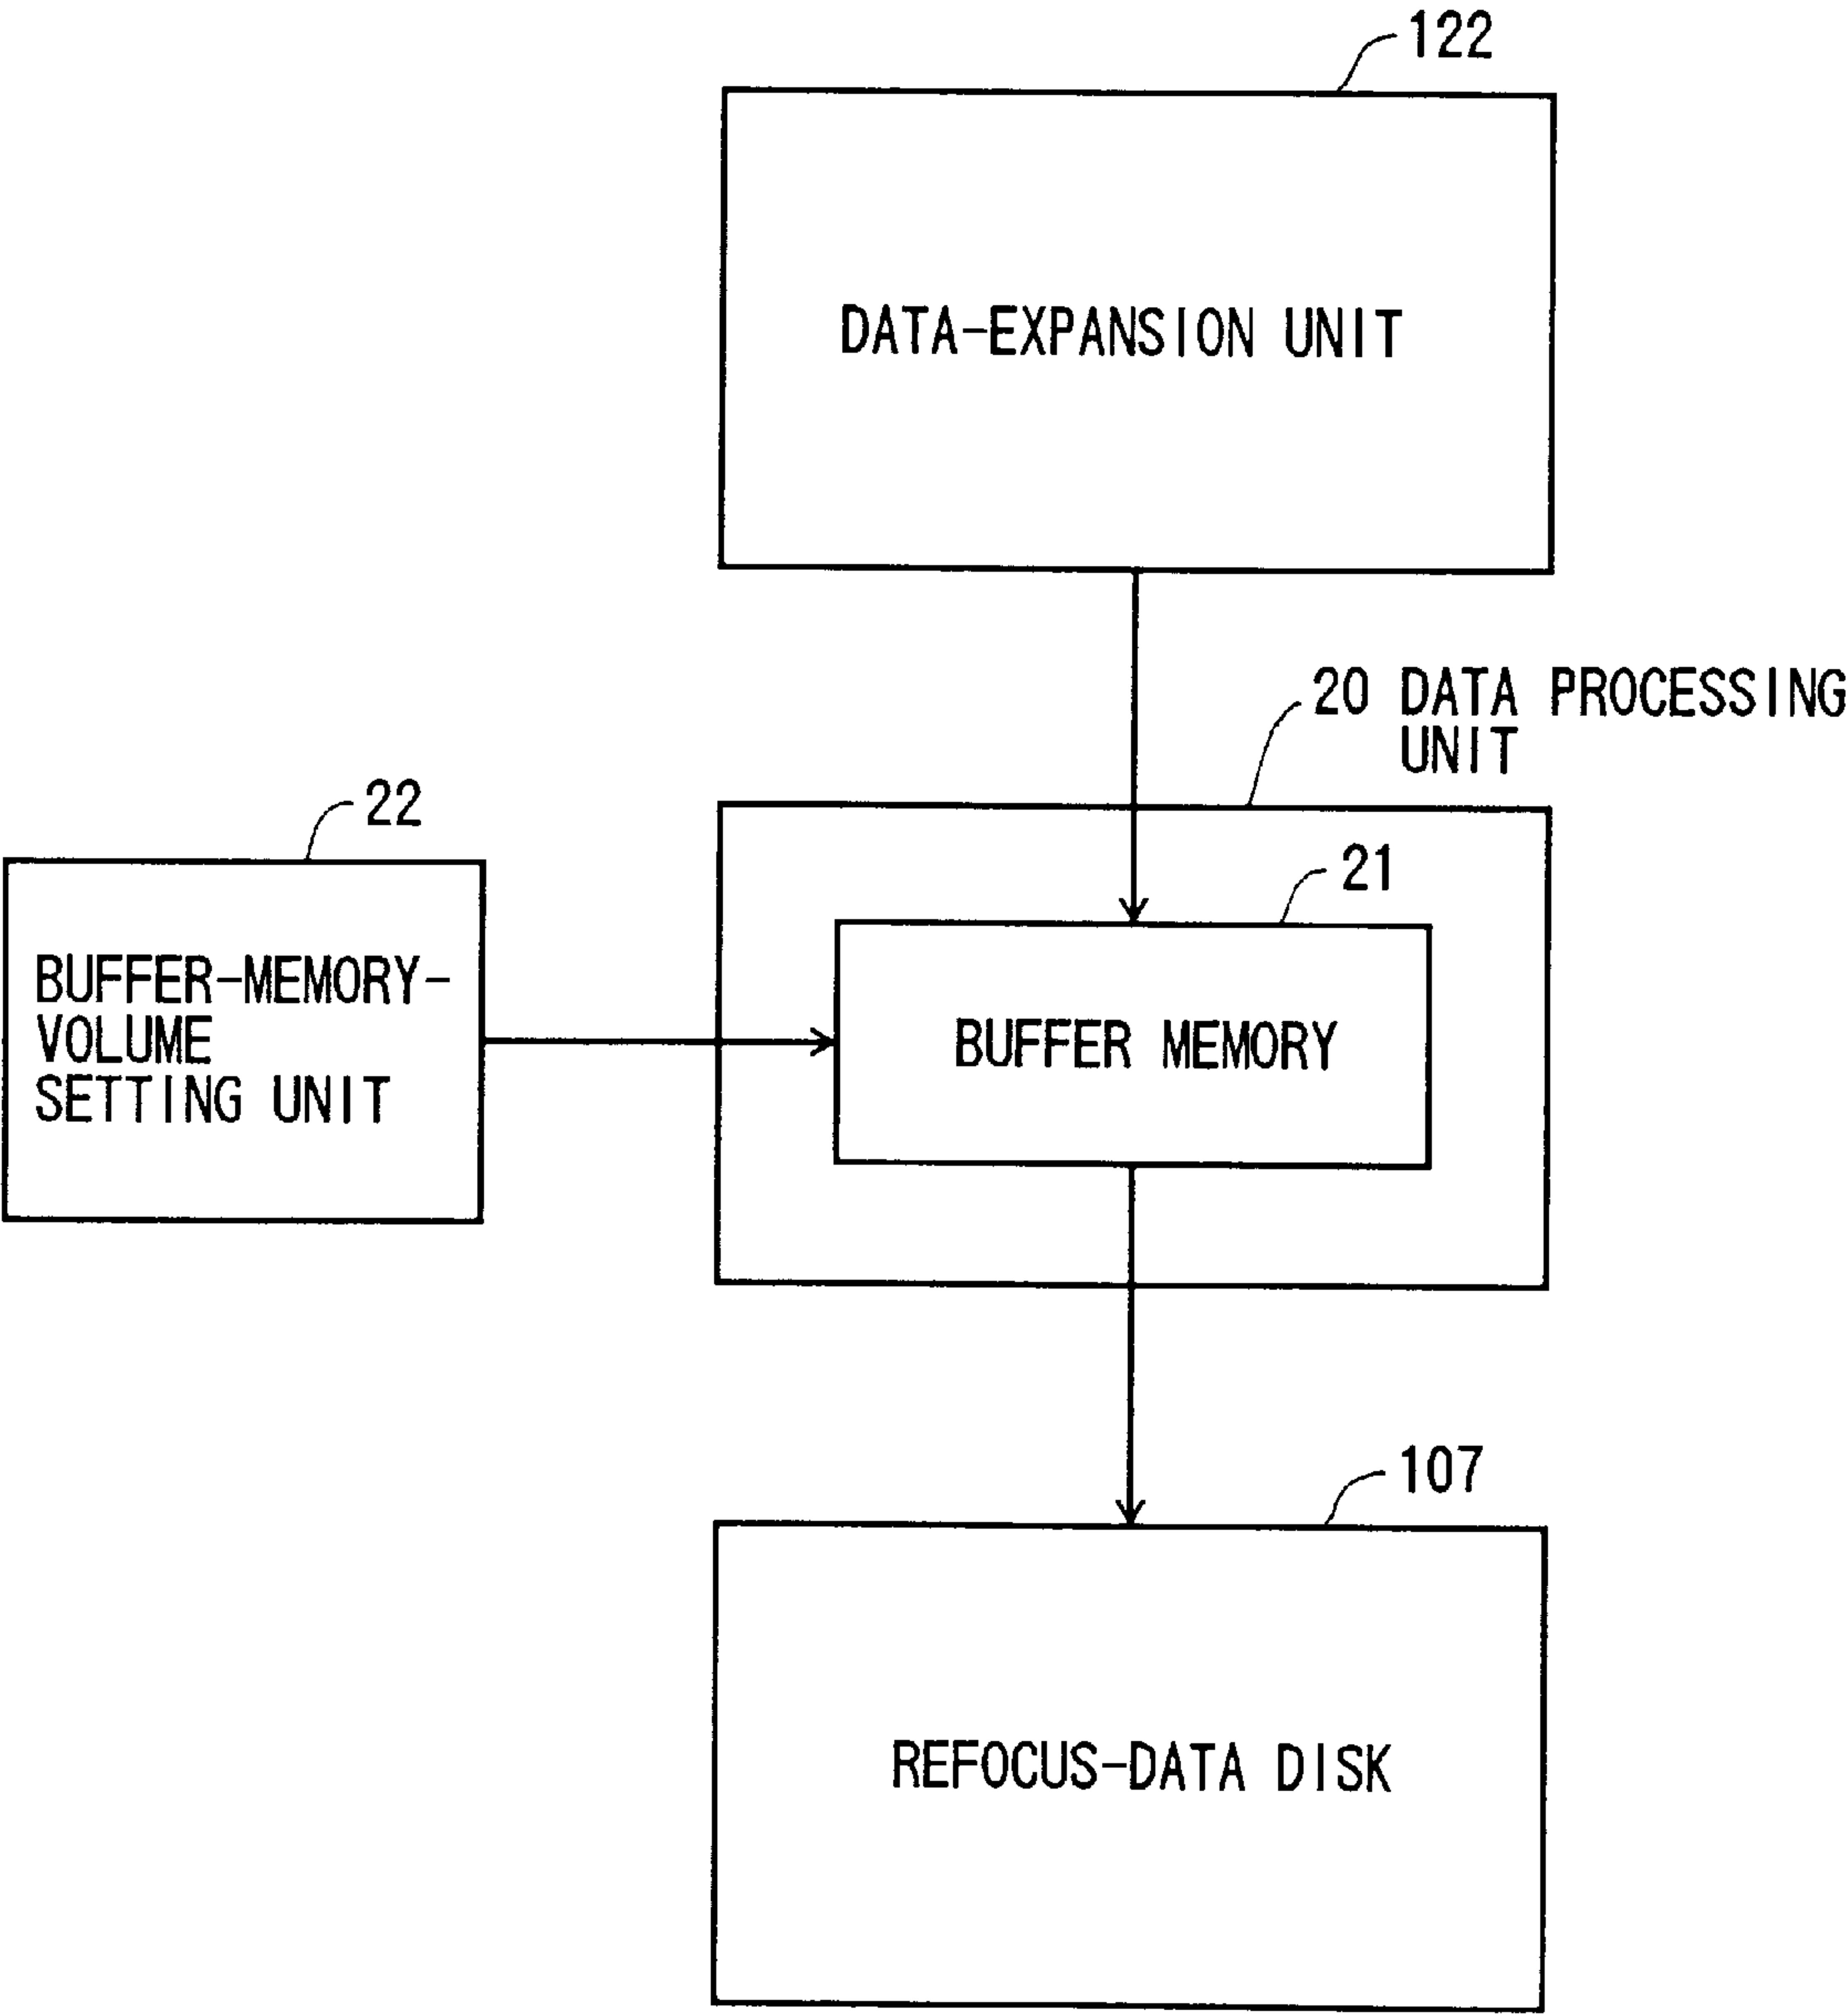 122
DATA-EXPANSION UNIT
20 DATA PROCESSING
UNIT
22
21
BUFFER-MEMORY-
VOLUME
SETTING UNIT
BUFFER MEMORY
107
REFOCUS-DATA DISK